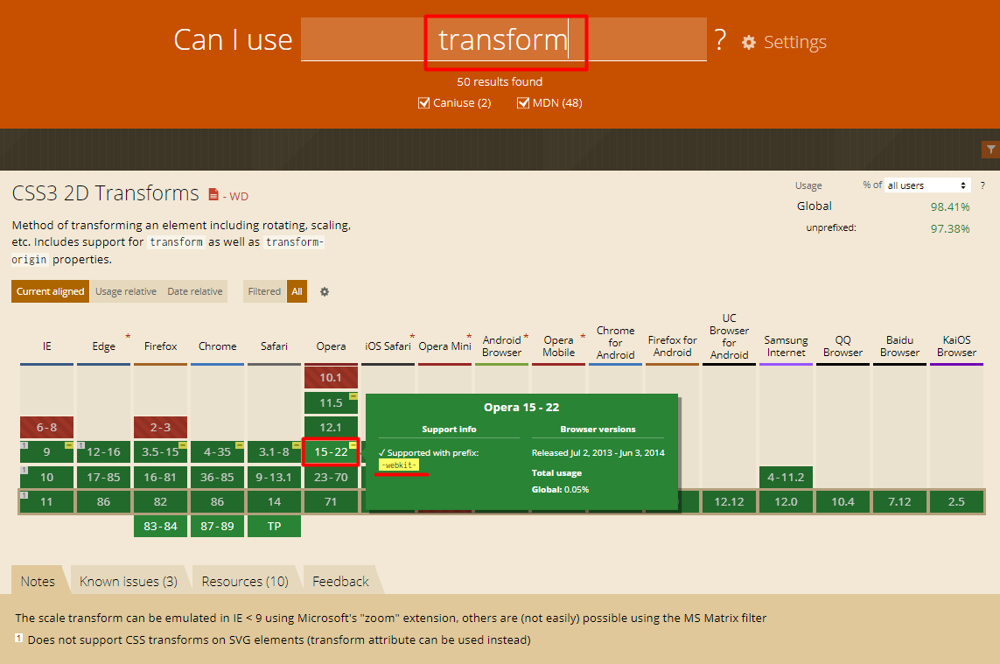 Can I use transform ? Settings
50 results found
Caniuse (2) MDN (48)
CSS3 2D Transforms - WD
Usage % of all users ?
Global 98.41%
unprefixed: 97.38%
Method of transforming an element including rotating, scaling,
etc. Includes support for transform as well as transform-
origin properties.
Current aligned Usage relative Date relative Filtered All
IE Edge * Firefox Chrome Safari Opera iOS Safari * Opera Mini * Android Browser * Opera Mobile * Chrome for Android Firefox for Android UC Browser for Android Samsung Internet QQ Browser Baidu Browser KaiOS Browser
10.1
11.5
6-8 2-3 12.1
1 9 1 12-16 3.5-15 4-35 3.1-8 15-22
1 10 17-85 16-81 36-85 9-13.1 23-70 4-11.2
1 11 86 82 86 14 71 12.12 12.0 10.4 7.12 2.5
83-84 87-89 TP
Opera 15 - 22
Support info Browser versions
✓ Supported with prefix: Released Jul 2, 2013 - Jun 3, 2014
-webkit-
Total usage
Global: 0.05%
Notes Known issues (3) Resources (10) Feedback
The scale transform can be emulated in IE < 9 using Microsoft's "zoom" extension, others are (not easily) possible using the MS Matrix filter
1 Does not support CSS transforms on SVG elements (transform attribute can be used instead)